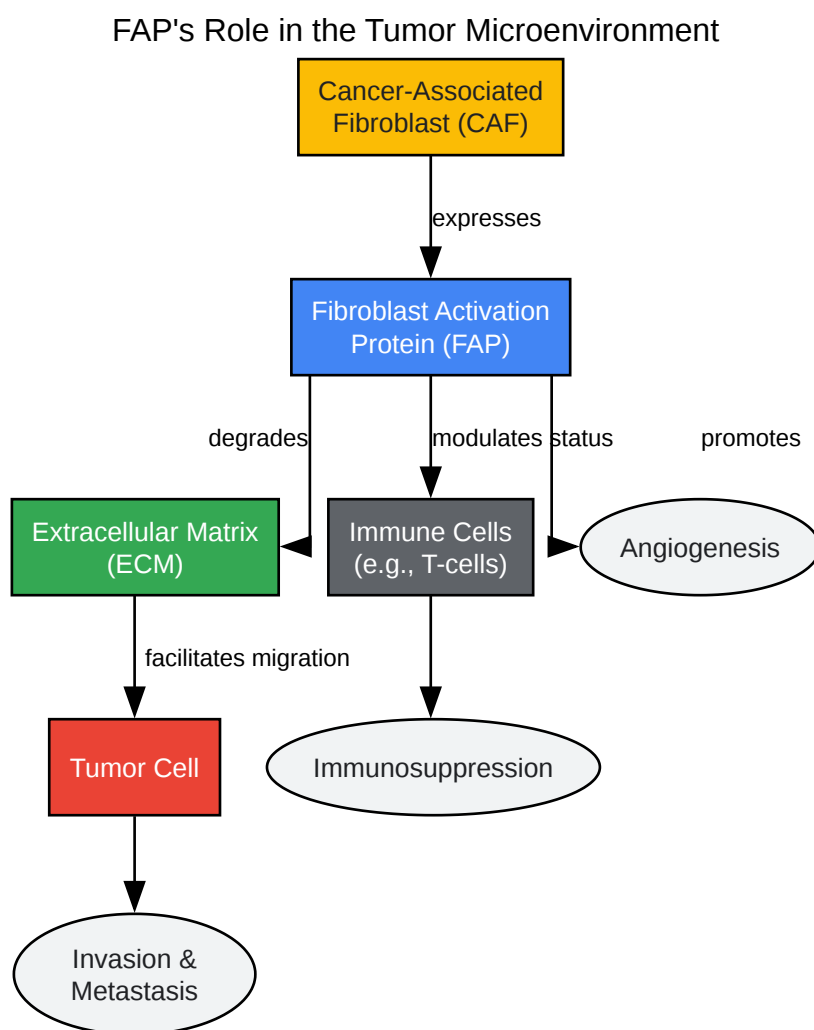 FAP's Role in the Tumor Microenvironment
Cancer-Associated
Fibroblast (CAF)
expresses
Fibroblast Activation
Protein (FAP)
degrades
modulates status
promotes
Extracellular Matrix
(ECM)
Immune Cells
(e.g., T-cells)
Angiogenesis
facilitates migration
Tumor Cell
Immunosuppression
Invasion &
Metastasis